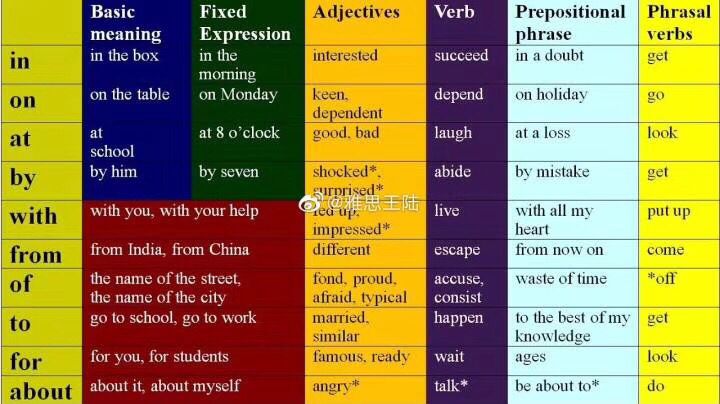 Basic meaning Fixed Expression Adjectives Verb Prepositional phrase Phrasal verbs
in in the box in the morning interested succeed in a doubt get
on on the table on Monday keen, dependent depend on holiday go
at at school at 8 o'clock good, bad laugh at a loss look
by by him by seven shocked*, surprised* abide by mistake get
@雅思王陆
with with you, with your help fed up, impressed* live with all my heart put up
from from India, from China different escape from now on come
of the name of the street, the name of the city fond, proud, afraid, typical accuse, consist waste of time *off
to go to school, go to work married, similar happen to the best of my knowledge get
for for you, for students famous, ready wait ages look
about about it, about myself angry* talk* be about to* do